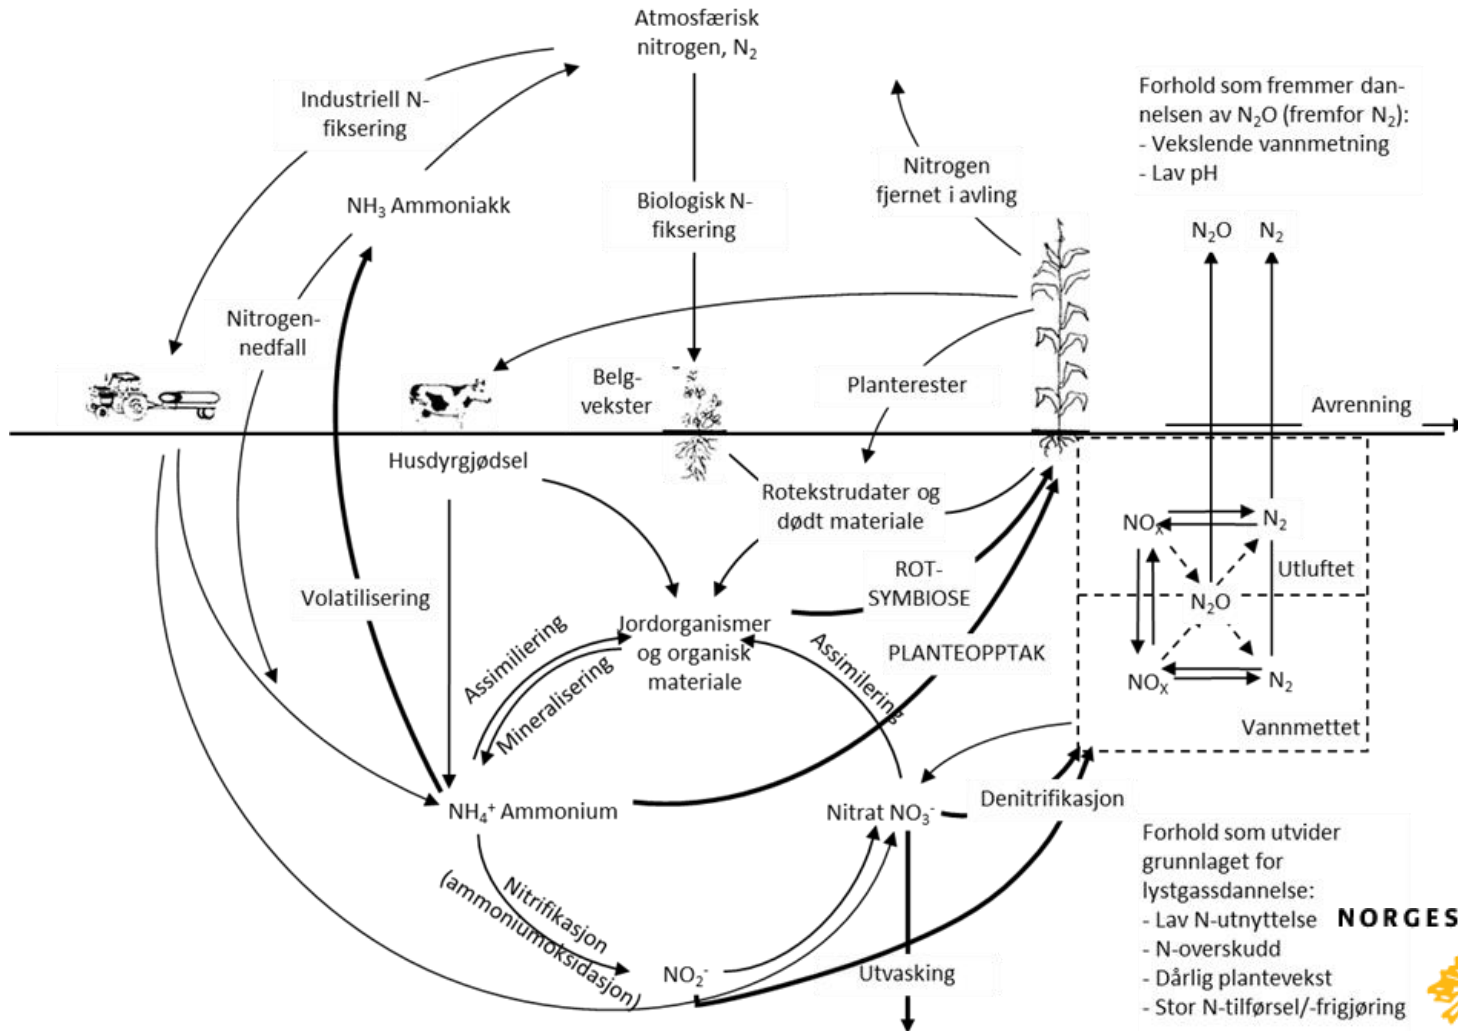 Atmosfærisk
nitrogen, N₂
Industriell N-
fiksering
NH₃ Ammoniakk
Biologisk N-
fiksering
Nitrogen
fjernet i avling
Forhold som fremmer dan-
nelsen av N₂O (fremfor N₂):
- Vekslende vannmetning
- Lav pH
N₂O
N₂
Nitrogen-
nedfall
Belg-
vekster
Planterester
Avrenning
Husdyrgjødsel
Rotekstrudater og
dødt materiale
NOₓ
N₂
Utluftet
N₂O
NOₓ
N₂
Vannmettet
Volatilisering
ROT-
SYMBIOSE
Jordorganismer
og organisk
materiale
PLANTEOPPTAK
Assimiliering
Mineralisering
Assimilering
NH₄⁺ Ammonium
Nitrat NO₃⁻
Denitrifikasjon
Nitrifikasjon
(ammoniumoksidasjon)
NO₂⁻
Utvasking
Forhold som utvider
grunnlaget for
lystgassdannelse:
- Lav N-utnyttelse
- N-overskudd
- Dårlig plantevekst
- Stor N-tilførsel/-frigjøring
NORGES